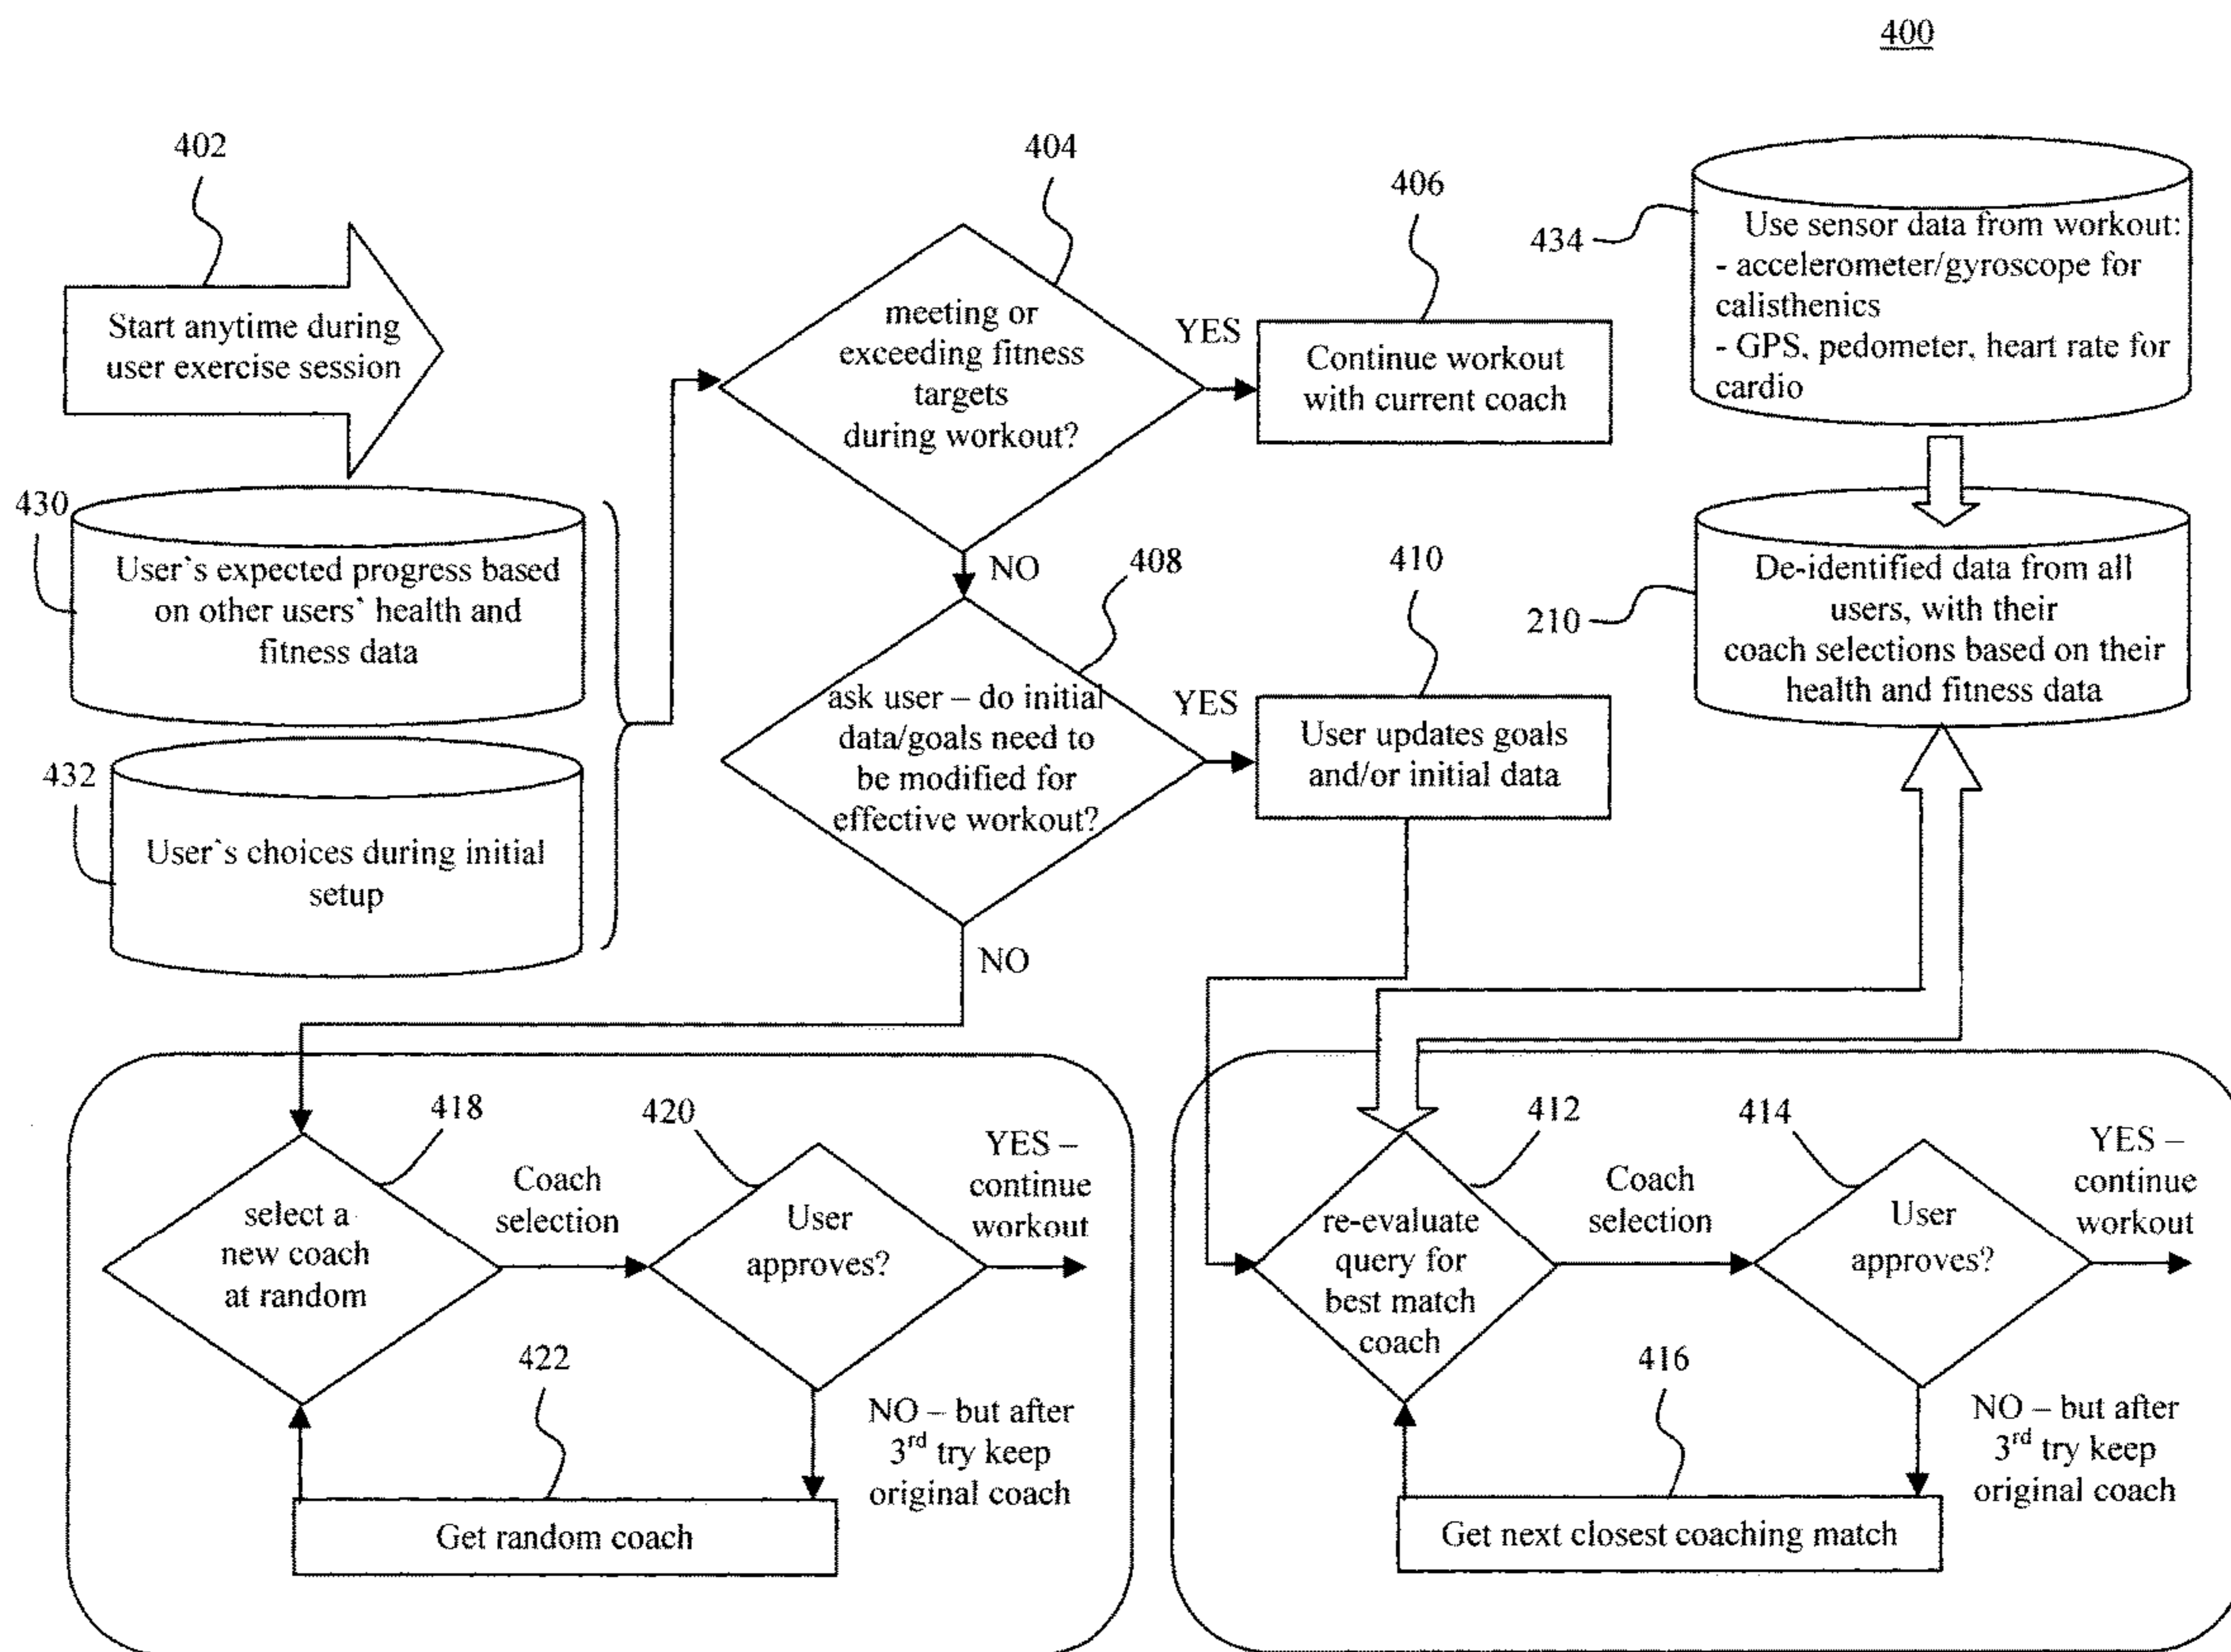 400
402
Start anytime during
user exercise session
404
meeting or
exceeding fitness
targets
during workout?
YES
406
Continue workout
with current coach
434
Use sensor data from workout:
- accelerometer/gyroscope for
calisthenics
- GPS, pedometer, heart rate for
cardio
430
User`s expected progress based
on other users` health and
fitness data
432
User`s choices during initial
setup
NO
408
ask user – do initial
data/goals need to
be modified for
effective workout?
YES
410
User updates goals
and/or initial data
210
De-identified data from all
users, with their
coach selections based on their
health and fitness data
NO
418
select a
new coach
at random
Coach
selection
420
User
approves?
YES –
continue
workout
422
Get random coach
NO – but after
3rd try keep
original coach
412
re-evaluate
query for
best match
coach
Coach
selection
414
User
approves?
YES –
continue
workout
416
Get next closest coaching match
NO – but after
3rd try keep
original coach